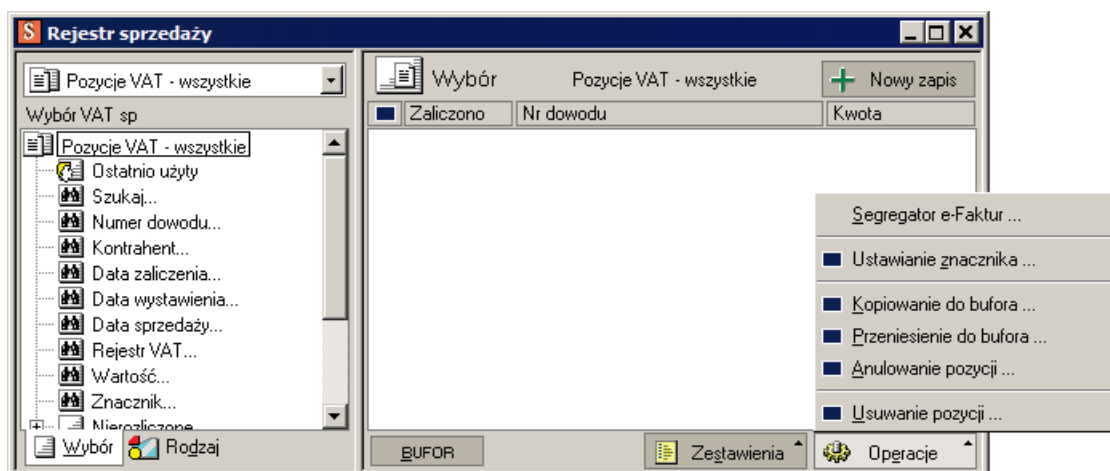 S Rejestr sprzedaży
Pozycje VAT - wszystkie
Wybór VAT sp
Pozycje VAT - wszystkie
Ostatnio użyty
Szukaj...
Numer dowodu...
Kontrahent...
Data zaliczenia...
Data wystawienia...
Data sprzedaży...
Rejestr VAT...
Wartość...
Znacznik...
Nierozliczone
Wybór Rodzaj
Wybór Pozycje VAT - wszystkie Nowy zapis
Zaliczono Nr dowodu Kwota
Segregator e-Faktur ...
Ustawianie znacznika ...
Kopiowanie do bufora ...
Przeniesienie do bufora ...
Anulowanie pozycji ...
Usuwanie pozycji ...
BUFOR Zestawienia Operacje